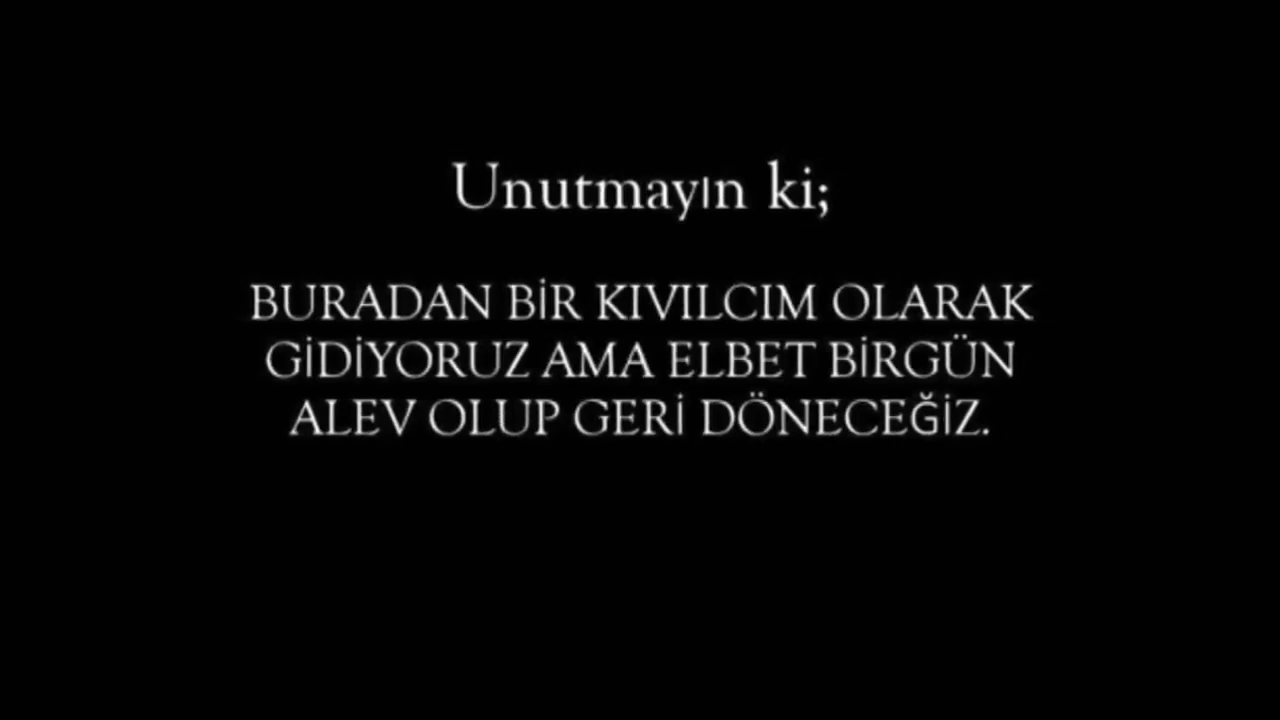 Unutmayın ki;
BURADAN BİR KIVILCIM OLARAK
GİDİYORUZ AMA ELBET BİRGÜN
ALEV OLUP GERİ DÖNECEĞİZ.